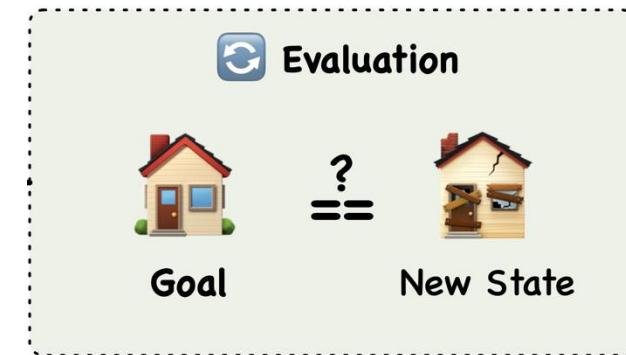 Evaluation
?
==
Goal
New State